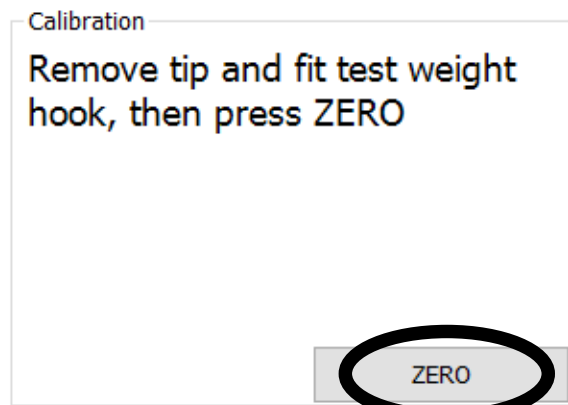 Calibration
Remove tip and fit test weight
hook, then press ZERO
ZERO